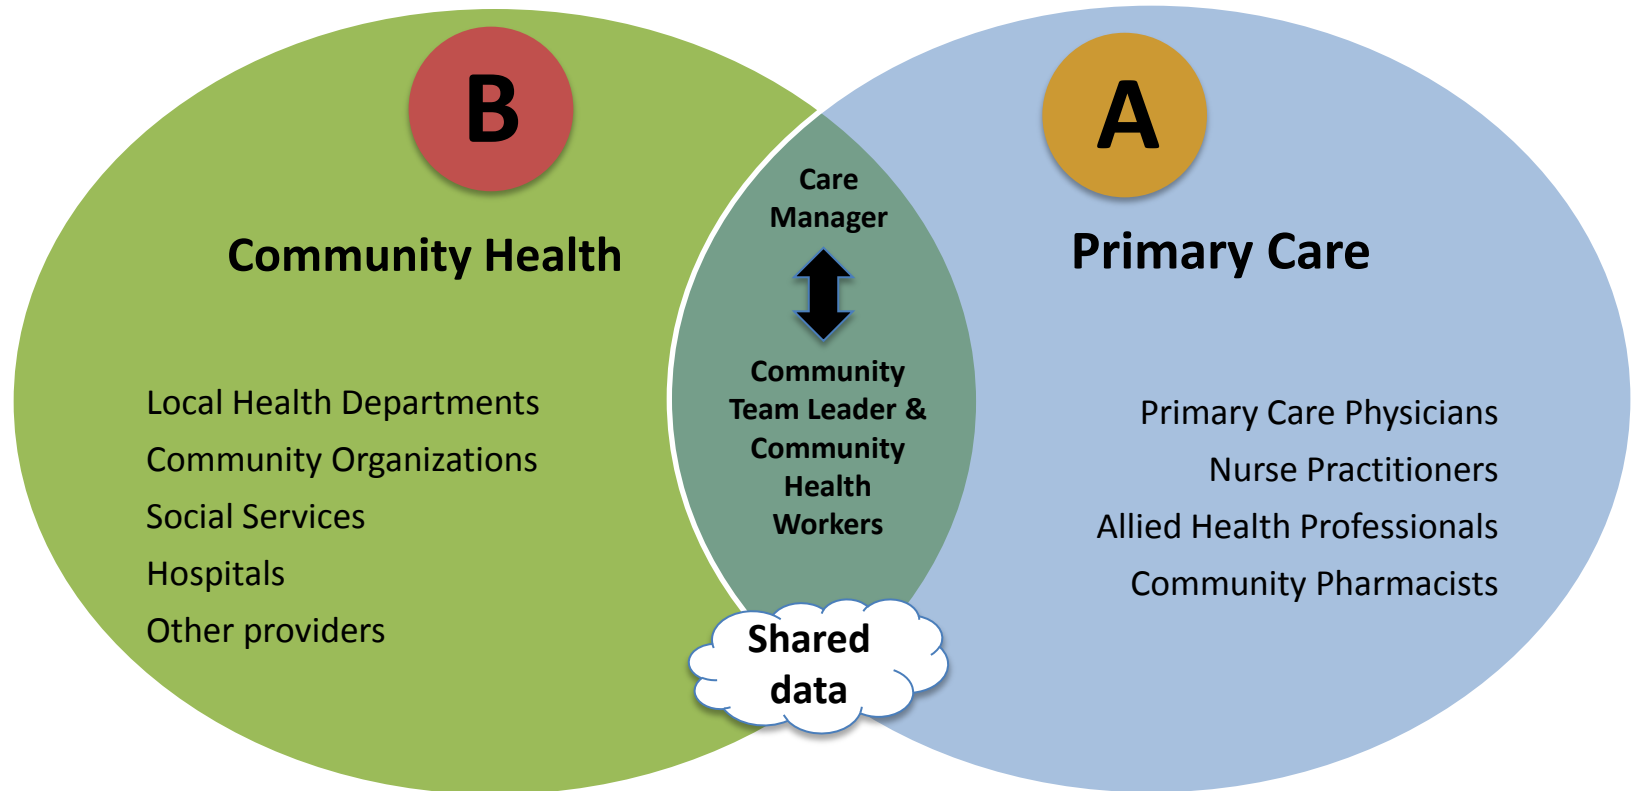 B
Community Health
Local Health Departments
Community Organizations
Social Services
Hospitals
Other providers
Care
Manager
Community
Team Leader &
Community
Health
Workers
Shared
data
A
Primary Care
Primary Care Physicians
Nurse Practitioners
Allied Health Professionals
Community Pharmacists